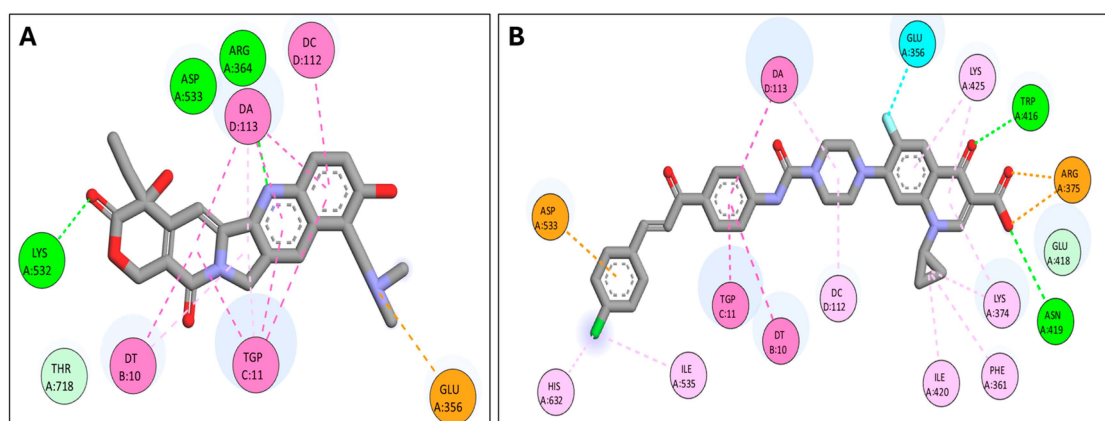 A
ASP
A:533
ARG
A:364
DC
D:112
DA
D:113
LYS
A:532
THR
A:718
DT
B:10
TGP
C:11
GLU
A:356
B
DA
D:113
GLU
A:356
LYS
A:425
TRP
A:416
ARG
A:375
ASP
A:533
GLU
A:418
TGP
C:11
DC
D:112
LYS
A:374
ASN
A:419
DT
B:10
HIS
A:632
ILE
A:535
ILE
A:420
PHE
A:361